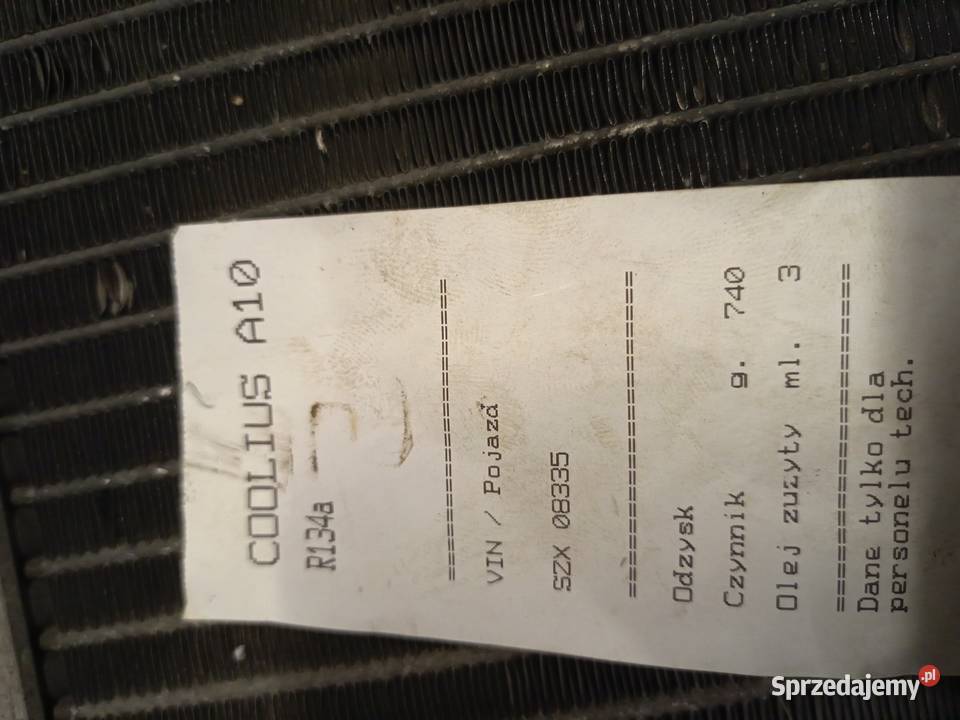 COOLIUS A10
R134a
==========================
VIN / Pojazd
SZX 08335
==========================
Odzysk
Czynnik g. 740
Olej zuzyty ml. 3
==========================
Dane tylko dla
personelu tech.
Sprzedajemy.pl